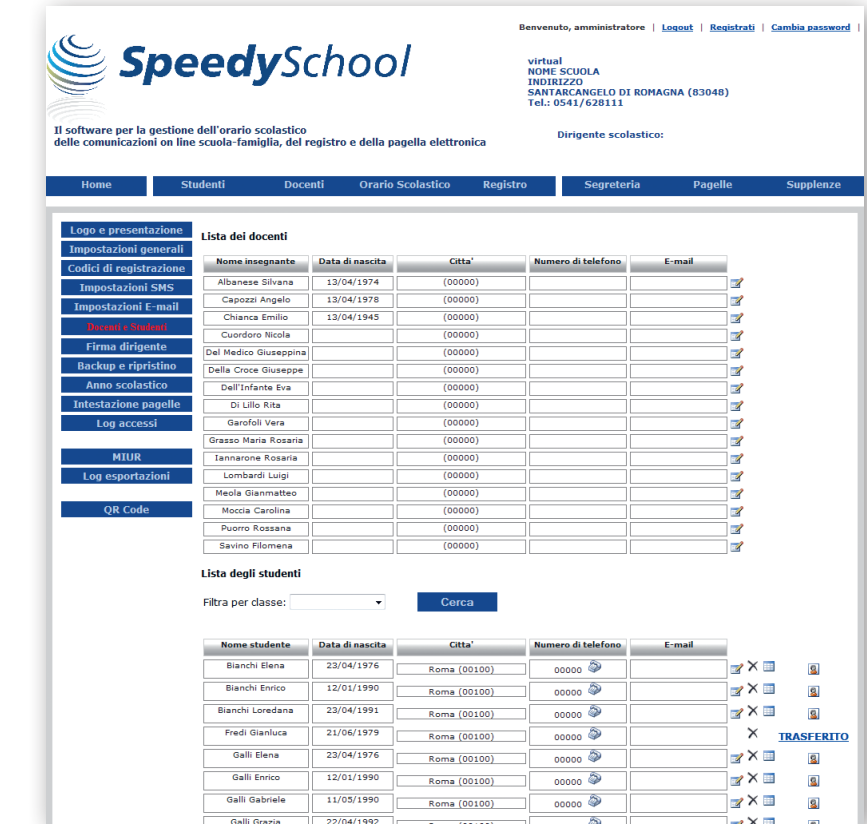 Benvenuto, amministratore | Logout | Registrati | Cambia password |
SpeedySchool
virtual
NOME SCUOLA
INDIRIZZO
SANTARCANGELO DI ROMAGNA (83048)
Tel.: 0541/628111
Il software per la gestione dell'orario scolastico
delle comunicazioni on line scuola-famiglia, del registro e della pagella elettronica
Dirigente scolastico:
Home Studenti Docenti Orario Scolastico Registro Segreteria Pagelle Supplenze
Logo e presentazione
Impostazioni generali
Codici di registrazione
Impostazioni SMS
Impostazioni E-mail
Docenti e Studenti
Firma dirigente
Backup e ripristino
Anno scolastico
Intestazione pagelle
Log accessi
MIUR
Log esportazioni
QR Code
Lista dei docenti
Nome insegnante Data di nascita Citta' Numero di telefono E-mail
Albanese Silvana 13/04/1974 (00000)
Capozzi Angelo 13/04/1978 (00000)
Chianca Emilio 13/04/1945 (00000)
Cuordoro Nicola (00000)
Del Medico Giuseppina (00000)
Della Croce Giuseppe (00000)
Dell'Infante Eva (00000)
Di Lillo Rita (00000)
Garofoli Vera (00000)
Grasso Maria Rosaria (00000)
Iannarone Rosaria (00000)
Lombardi Luigi (00000)
Meola Gianmatteo (00000)
Moccia Carolina (00000)
Puorro Rossana (00000)
Savino Filomena (00000)
Lista degli studenti
Filtra per classe: Cerca
Nome studente Data di nascita Citta' Numero di telefono E-mail
Bianchi Elena 23/04/1976 Roma (00100) 00000
Bianchi Enrico 12/01/1990 Roma (00100) 00000
Bianchi Loredana 23/04/1991 Roma (00100) 00000
Fredi Gianluca 21/06/1979 Roma (00100) 00000 TRASFERITO
Galli Elena 23/04/1976 Roma (00100) 00000
Galli Enrico 12/01/1990 Roma (00100) 00000
Galli Gabriele 11/05/1990 Roma (00100) 00000
Galli Grazia 22/04/1992